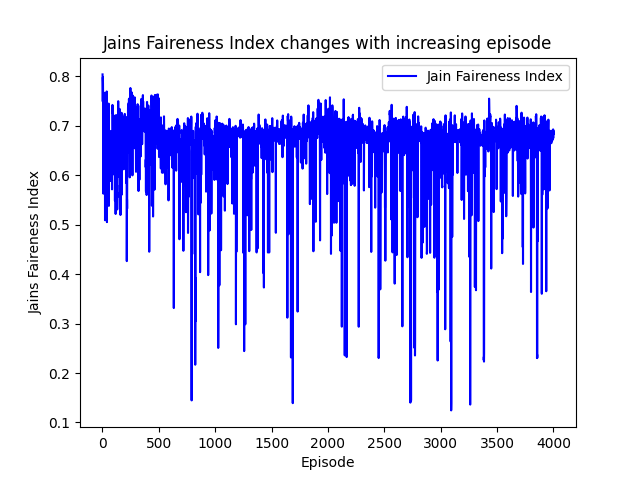 Jains Faireness Index changes with increasing episode
Jain Faireness Index
Jains Faireness Index
0.8
0.7
0.6
0.5
0.4
0.3
0.2
0.1
0 500 1000 1500 2000 2500 3000 3500 4000
Episode